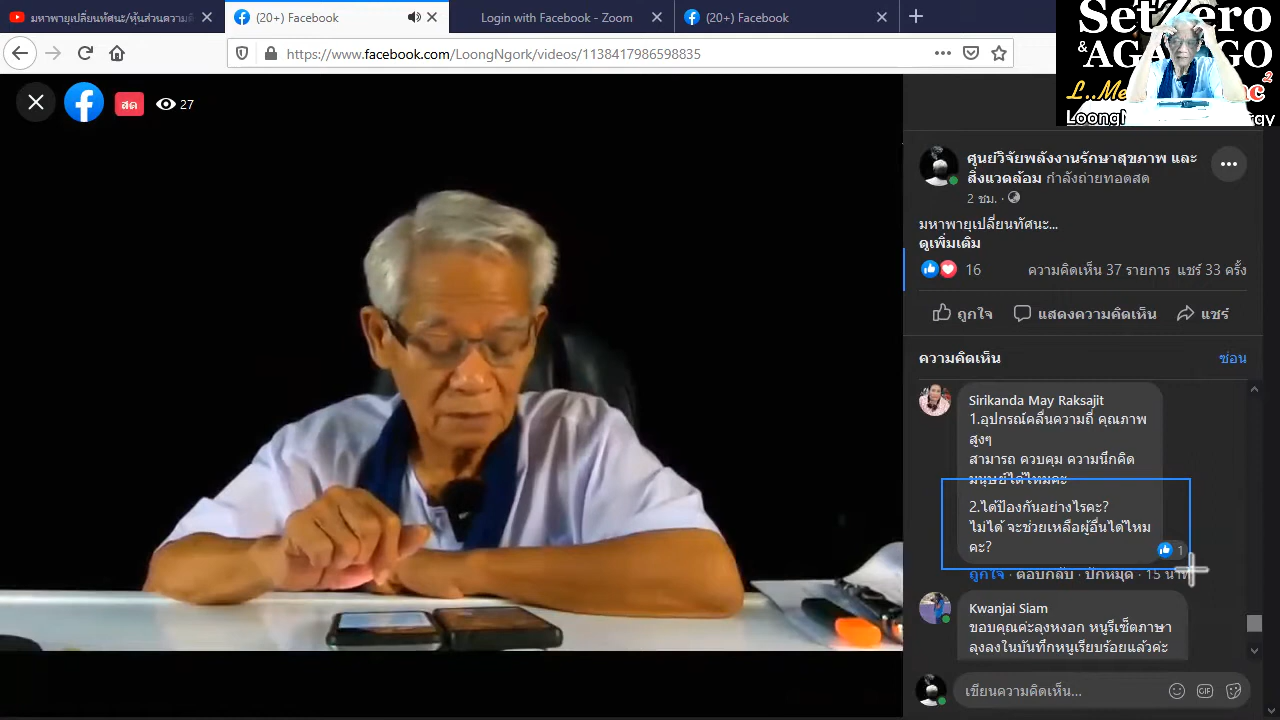 มหาพายุเปลี่ยนทัศนะ/หุ้นส่วนความดี
(20+) Facebook
Login with Facebook - Zoom
(20+) Facebook
https://www.facebook.com/LoongNgork/videos/1138417986598835
SetZero
& AGA
GO
L..Me
c²
LoongN
rgy
สด
27
ศูนย์วิจัยพลังงานรักษาสุขภาพ และ
สิ่งแวดล้อม กำลังถ่ายทอดสด
2 ชม. ·
มหาพายุเปลี่ยนทัศนะ...
ดูเพิ่มเติม
16 ความคิดเห็น 37 รายการ แชร์ 33 ครั้ง
ถูกใจ แสดงความคิดเห็น แชร์
ความคิดเห็น ซ่อน
Sirikanda May Raksajit
1.อุปกรณ์คลื่นความถี่ คุณภาพ
สูงๆ
สามารถ ควบคุม ความนึกคิด
มนุษย์ได้ไหมคะ
2.ได้ป้องกันอย่างไรคะ?
ไม่ได้ จะช่วยเหลือผู้อื่นได้ไหม
คะ?
1
ถูกใจ · ตอบกลับ · ปักหมุด · 15 นาที
Kwanjai Siam
ขอบคุณค่ะลุงหงอก หนูรีเซ็ตภาษา
ลุงลงในบันทึกหนูเรียบร้อยแล้วค่ะ
เขียนความคิดเห็น...
GIF